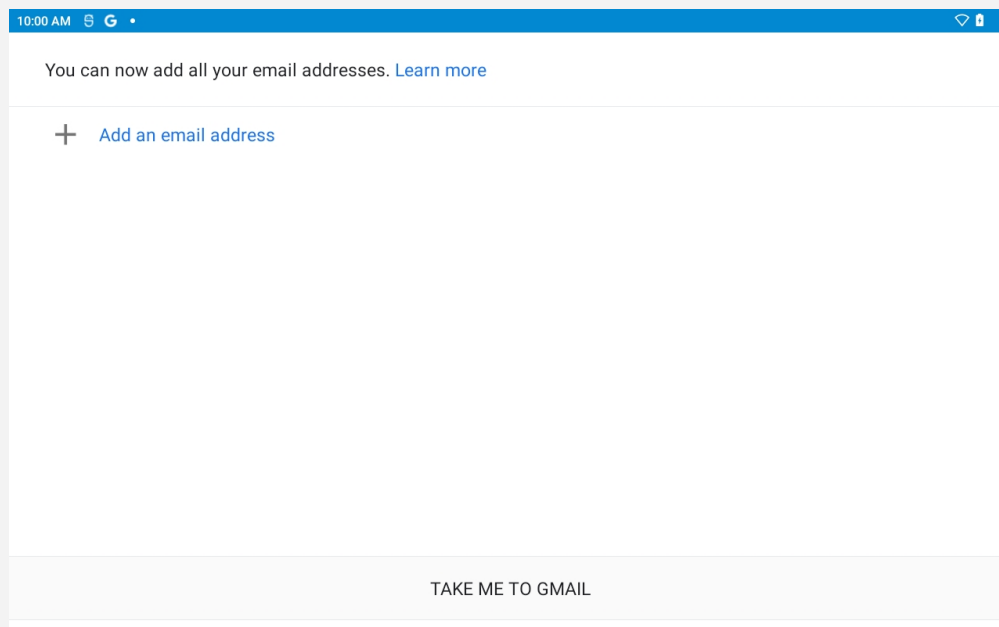 10:00 AM
You can now add all your email addresses. Learn more
Add an email address
TAKE ME TO GMAIL